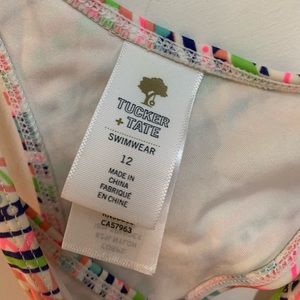 TUCKER
+ TATE
SWIMWEAR
12
MADE IN
CHINA
FABRIQUÉ
EN CHINE
CA57963